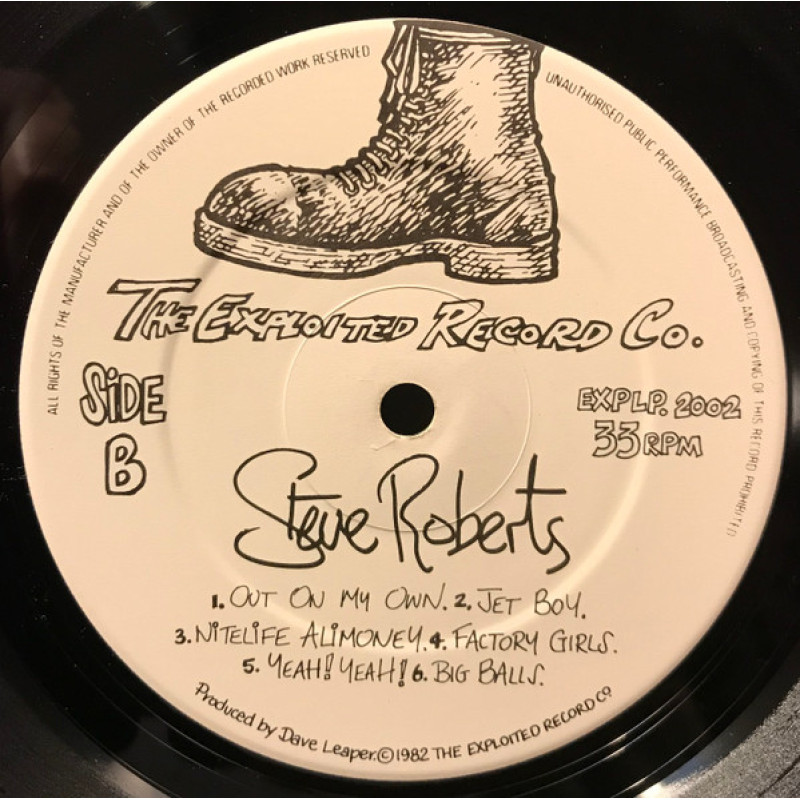 ALL RIGHTS OF THE MANUFACTURER AND OF THE OWNER OF THE RECORDED WORK RESERVED
UNAUTHORISED PUBLIC PERFORMANCE BROADCASTING AND COPYING OF THIS RECORD PROHIBITED
THE EXPLOITED RECORD CO.
SiDE
B
EXPLP. 2002
33 RPM
Steve Roberts
1. OUT ON MY OWN. 2. JET BOY.
3. NiTELiFE ALiMONEY. 4. FACTORY GIRLS.
5. YEAH! YEAH! 6. BIG BALLS.
Produced by Dave Leaper. ©1982 THE EXPLOITED RECORD CO